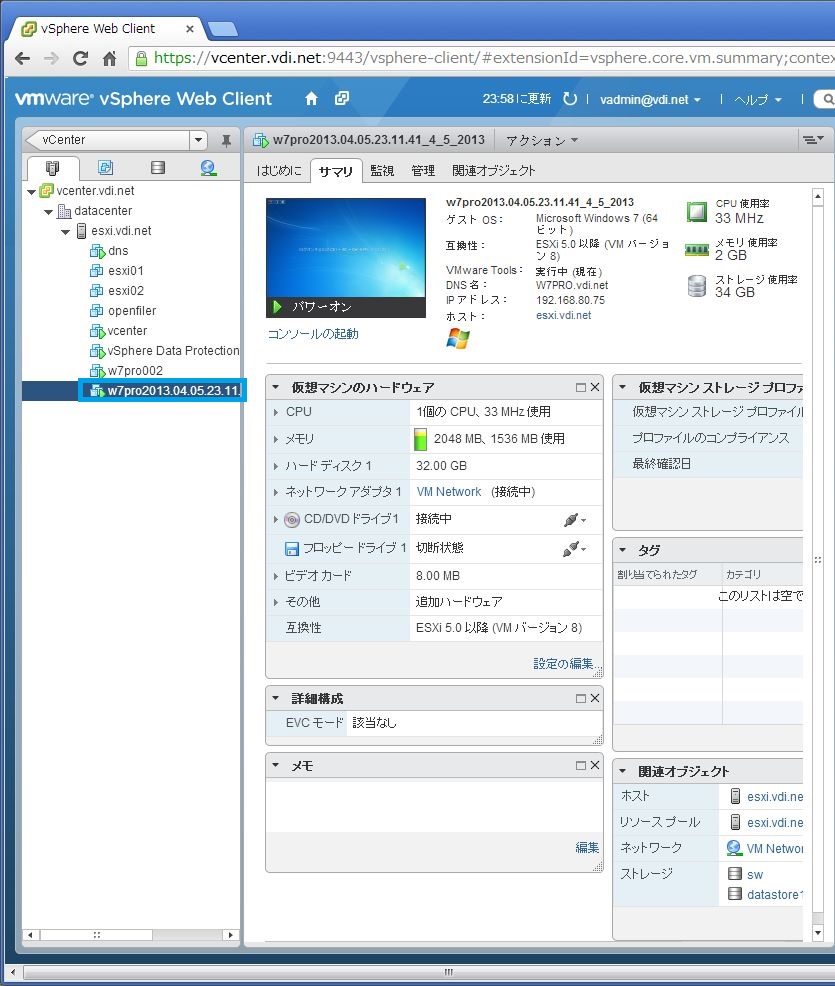 vSphere Web Client
https://vcenter.vdi.net:9443/vsphere-client/#extensionId=vsphere.core.vm.summary;contex
vmware® vSphere Web Client
23:58に更新
vadmin@vdi.net
ヘルプ
vCenter
vcenter.vdi.net
datacenter
esxi.vdi.net
dns
esxi01
esxi02
openfiler
vcenter
vSphere Data Protection
w7pro002
w7pro2013.04.05.23.11
w7pro2013.04.05.23.11.41_4_5_2013
アクション
はじめに サマリ 監視 管理 関連オブジェクト
パワーオン
コンソールの起動
w7pro2013.04.05.23.11.41_4_5_2013
ゲスト OS: Microsoft Windows 7 (64
ビット)
互換性: ESXi 5.0 以降 (VM バージョ
ン 8)
VMware Tools: 実行中 (現在)
DNS 名: W7PRO.vdi.net
IP アドレス: 192.168.80.75
ホスト: esxi.vdi.net
CPU 使用率
33 MHz
メモリ 使用率
2 GB
ストレージ 使用率
34 GB
仮想マシンのハードウェア
CPU 1個の CPU、33 MHz使用
メモリ 2048 MB、1536 MB 使用
ハード ディスク 1 32.00 GB
ネットワーク アダプタ 1 VM Network (接続中)
CD/DVD ドライブ1 接続中
フロッピー ドライブ 1 切断状態
ビデオ カード 8.00 MB
その他 追加ハードウェア
互換性 ESXi 5.0 以降 (VM バージョン 8)
設定の編集...
詳細構成
EVC モード 該当なし
メモ
編集
仮想マシン ストレージ プロファ
仮想マシン ストレージ プロファイル
プロファイルのコンプライアンス
最終確認日
タグ
割り当てられたタグ カテゴリ
このリストは空で
関連オブジェクト
ホスト esxi.vdi.ne
リソース プール esxi.vdi.ne
ネットワーク VM Networ
ストレージ sw
datastore1